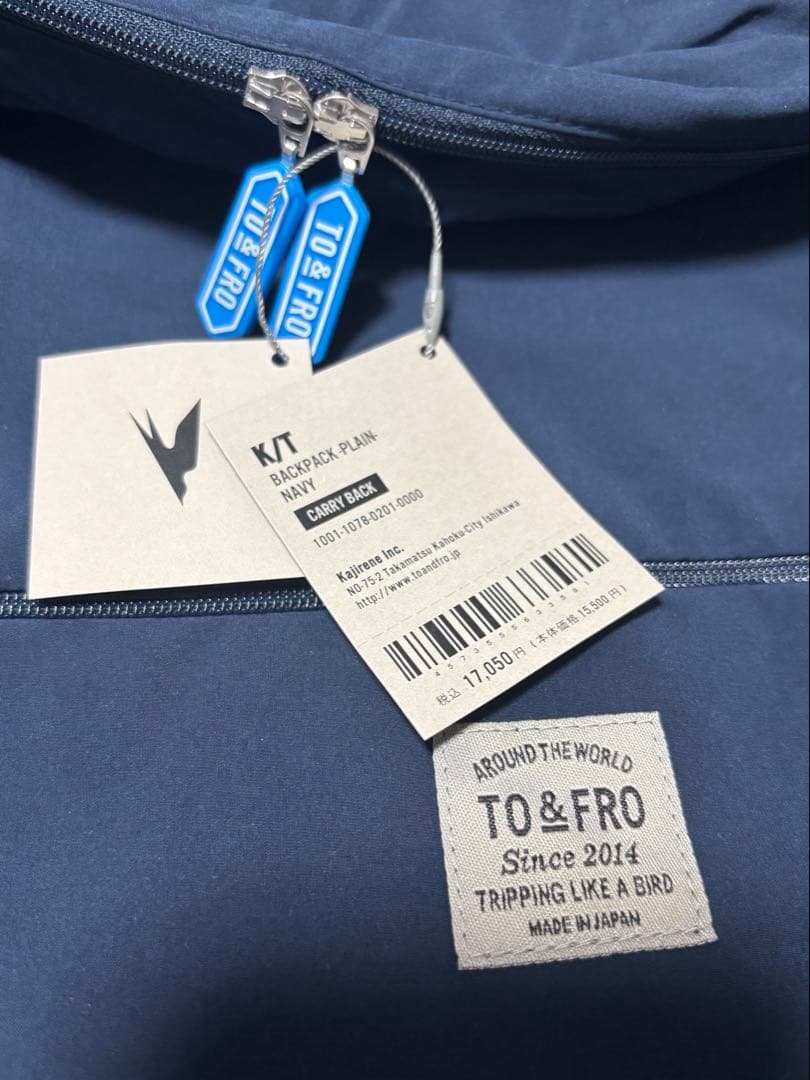 TO & FRO
TO & FRO
K/T
BACKPACK -PLAIN-
NAVY
CARRY BACK
1001-1078-0201-0000
Kajirene Inc.
NO-75-2 Takamatsu Kahoku-City Ishikawa
http://www.toandfro.jp
4573555633591
税込 17,050円 (本体価格 15,500円)
AROUND THE WORLD
TO & FRO
Since 2014
TRIPPING LIKE A BIRD
MADE IN JAPAN